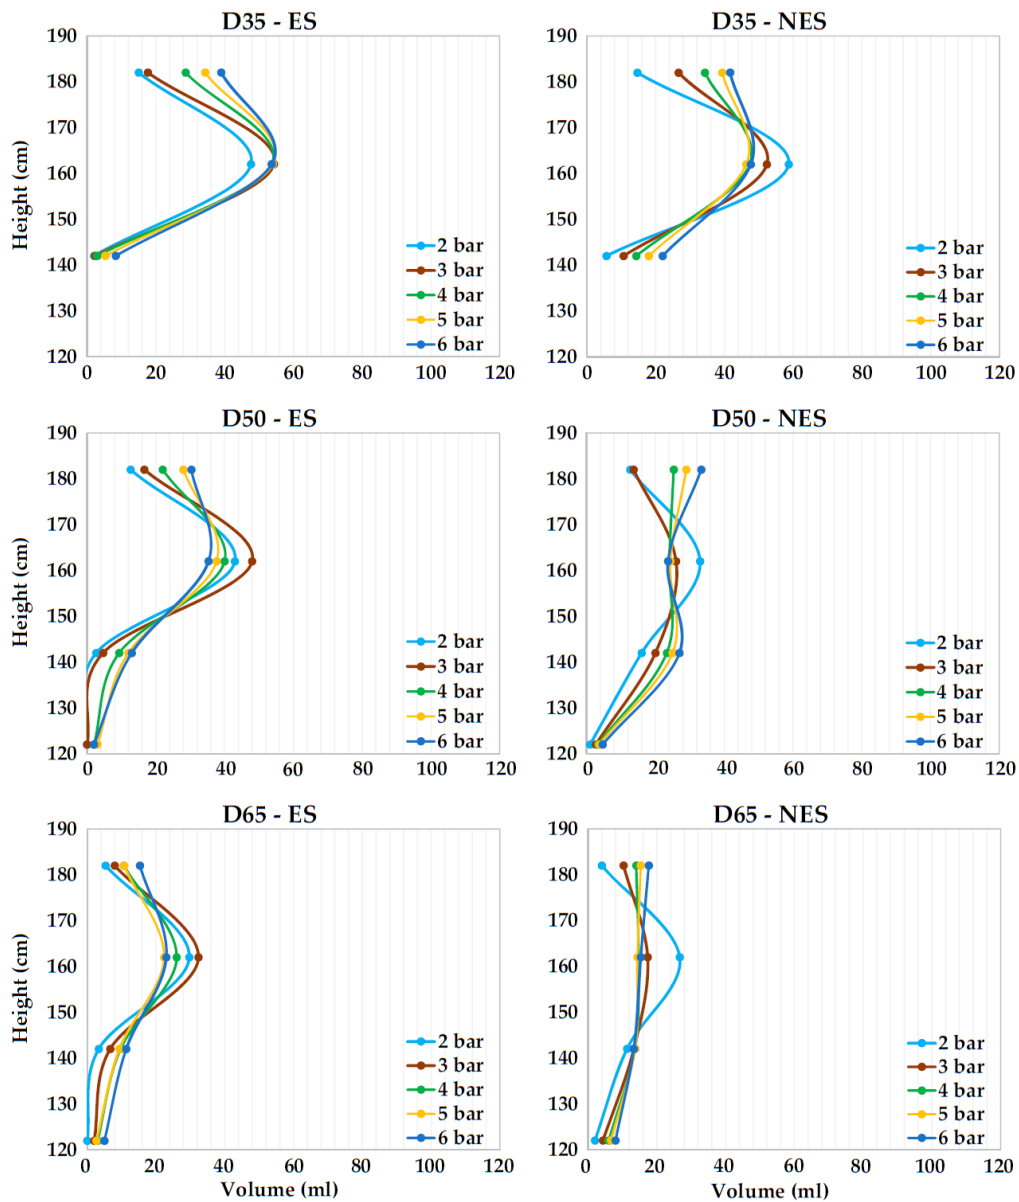 D35 - ES
190
180
170
160
150
140
130
120
0 20 40 60 80 100 120
Height (cm)
2 bar
3 bar
4 bar
5 bar
6 bar
D35 - NES
190
180
170
160
150
140
130
120
0 20 40 60 80 100 120
2 bar
3 bar
4 bar
5 bar
6 bar
D50 - ES
190
180
170
160
150
140
130
120
0 20 40 60 80 100 120
Height (cm)
2 bar
3 bar
4 bar
5 bar
6 bar
D50 - NES
190
180
170
160
150
140
130
120
0 20 40 60 80 100 120
2 bar
3 bar
4 bar
5 bar
6 bar
D65 - ES
190
180
170
160
150
140
130
120
0 20 40 60 80 100 120
Height (cm)
Volume (ml)
2 bar
3 bar
4 bar
5 bar
6 bar
D65 - NES
190
180
170
160
150
140
130
120
0 20 40 60 80 100 120
Volume (ml)
2 bar
3 bar
4 bar
5 bar
6 bar